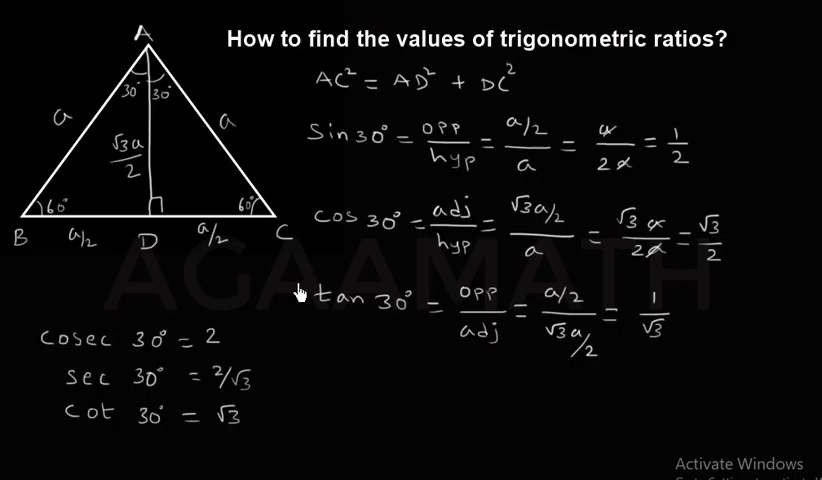 How to find the values of trigonometric ratios?
A
30° 30°
a
a
√3a/2
60°
60°
B
a/2
D
a/2
C
AC² = AD² + DC²
Sin 30° = opp/hyp = (a/2)/a = a/2a = 1/2
cos 30° = adj/hyp = (√3a/2)/a = √3a/2a = √3/2
tan 30° = opp/adj = (a/2)/(√3a/2) = 1/√3
cosec 30° = 2
sec 30° = 2/√3
cot 30° = √3
AGAAMATH
Activate Windows